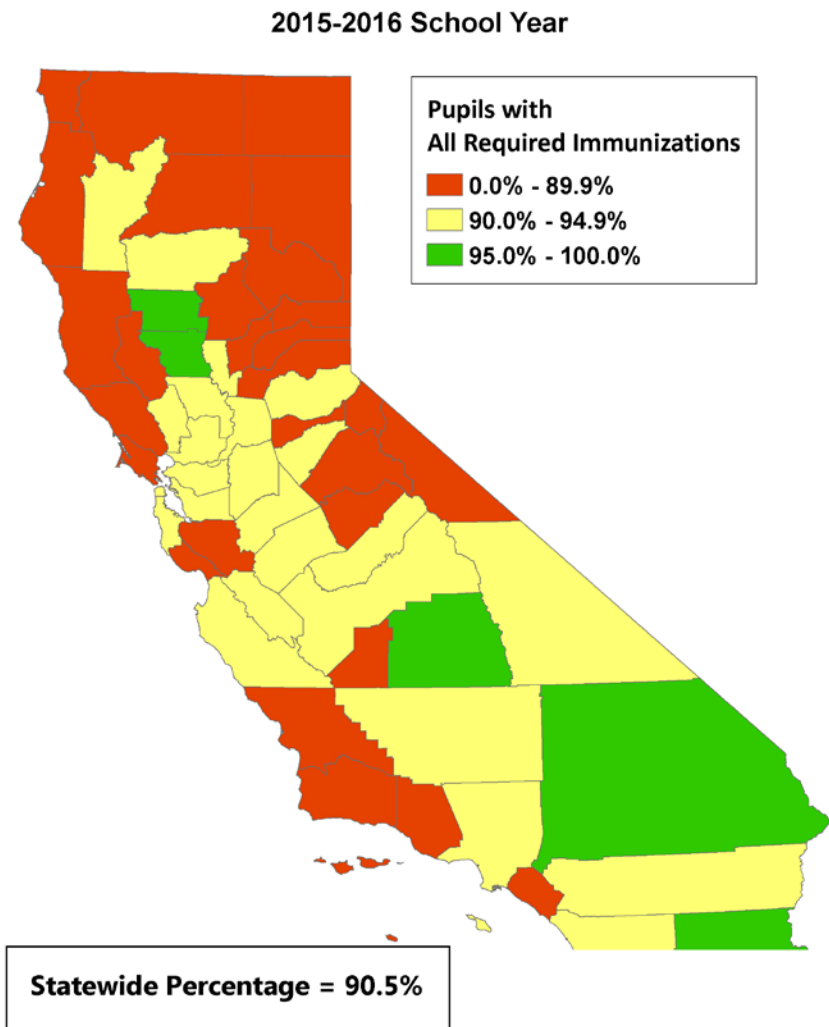 2015-2016 School Year
Pupils with
All Required Immunizations
0.0% - 89.9%
90.0% - 94.9%
95.0% - 100.0%
Statewide Percentage = 90.5%